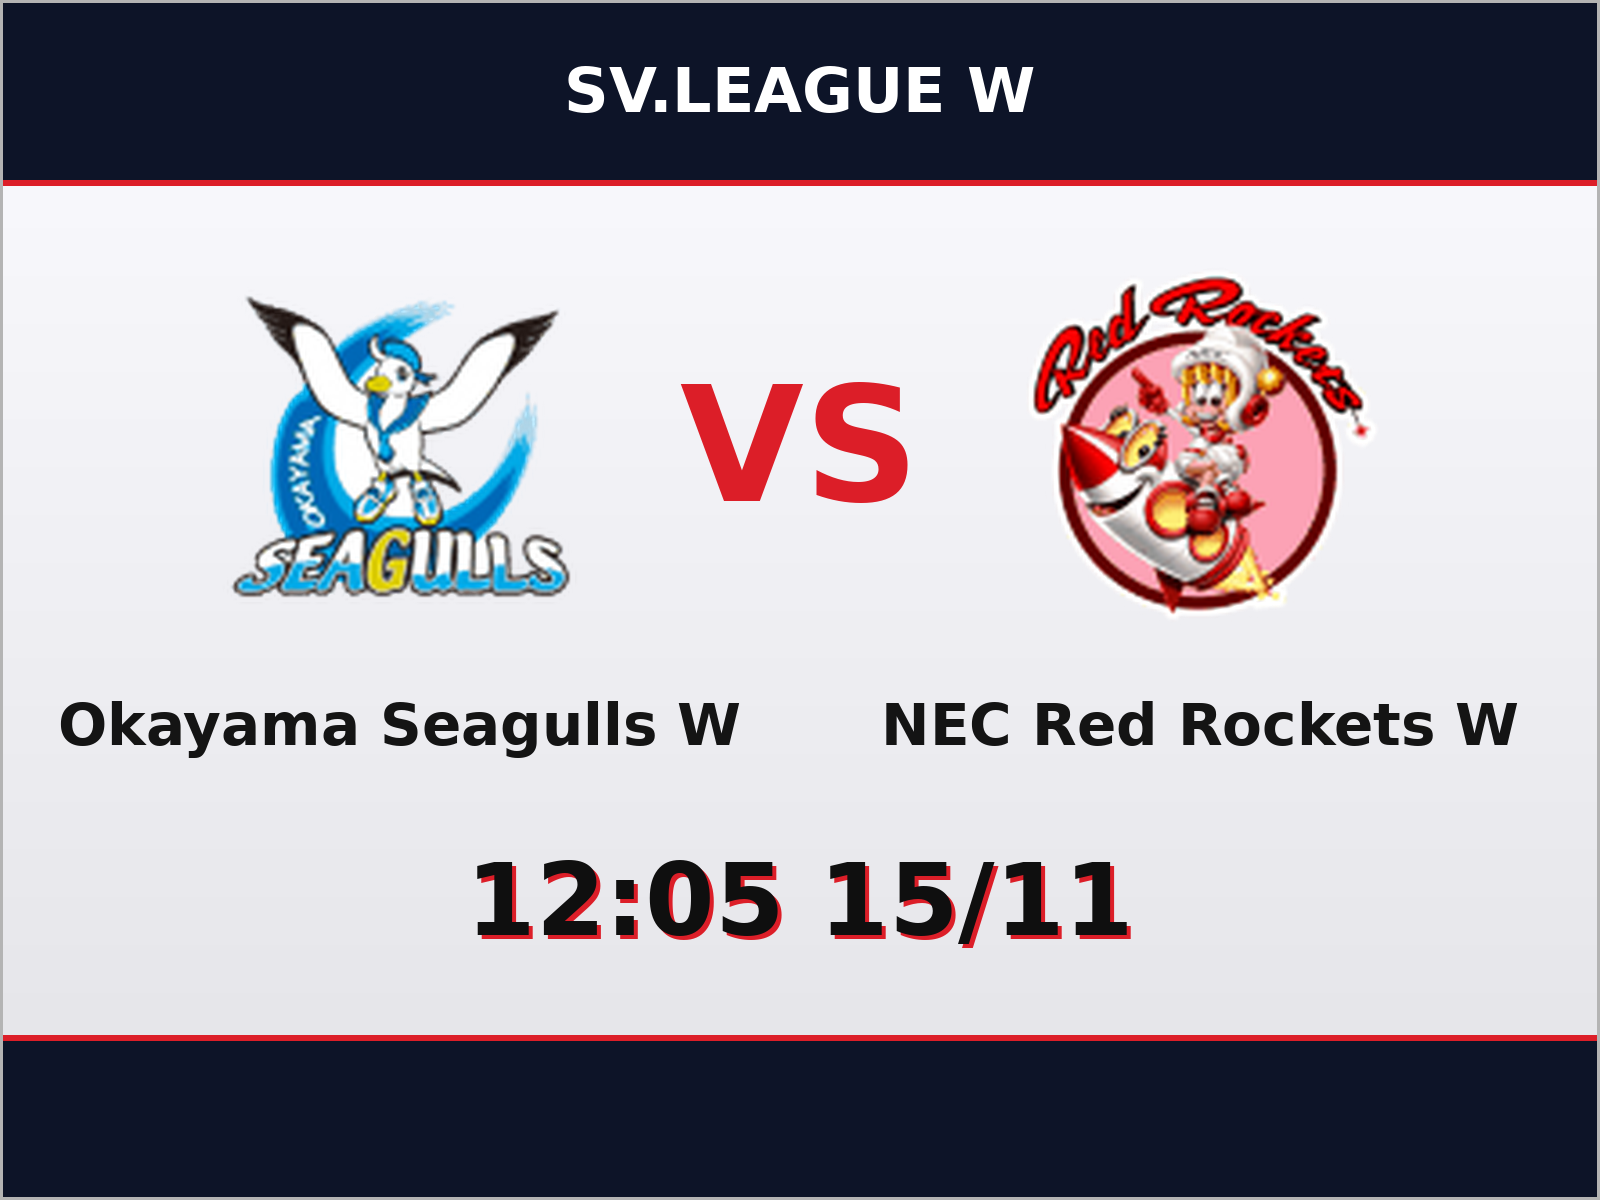 SV.LEAGUE W
Red Rockets
OKAYAMA
SEAGULLS
VS
Okayama Seagulls W
NEC Red Rockets W
12:05 15/11